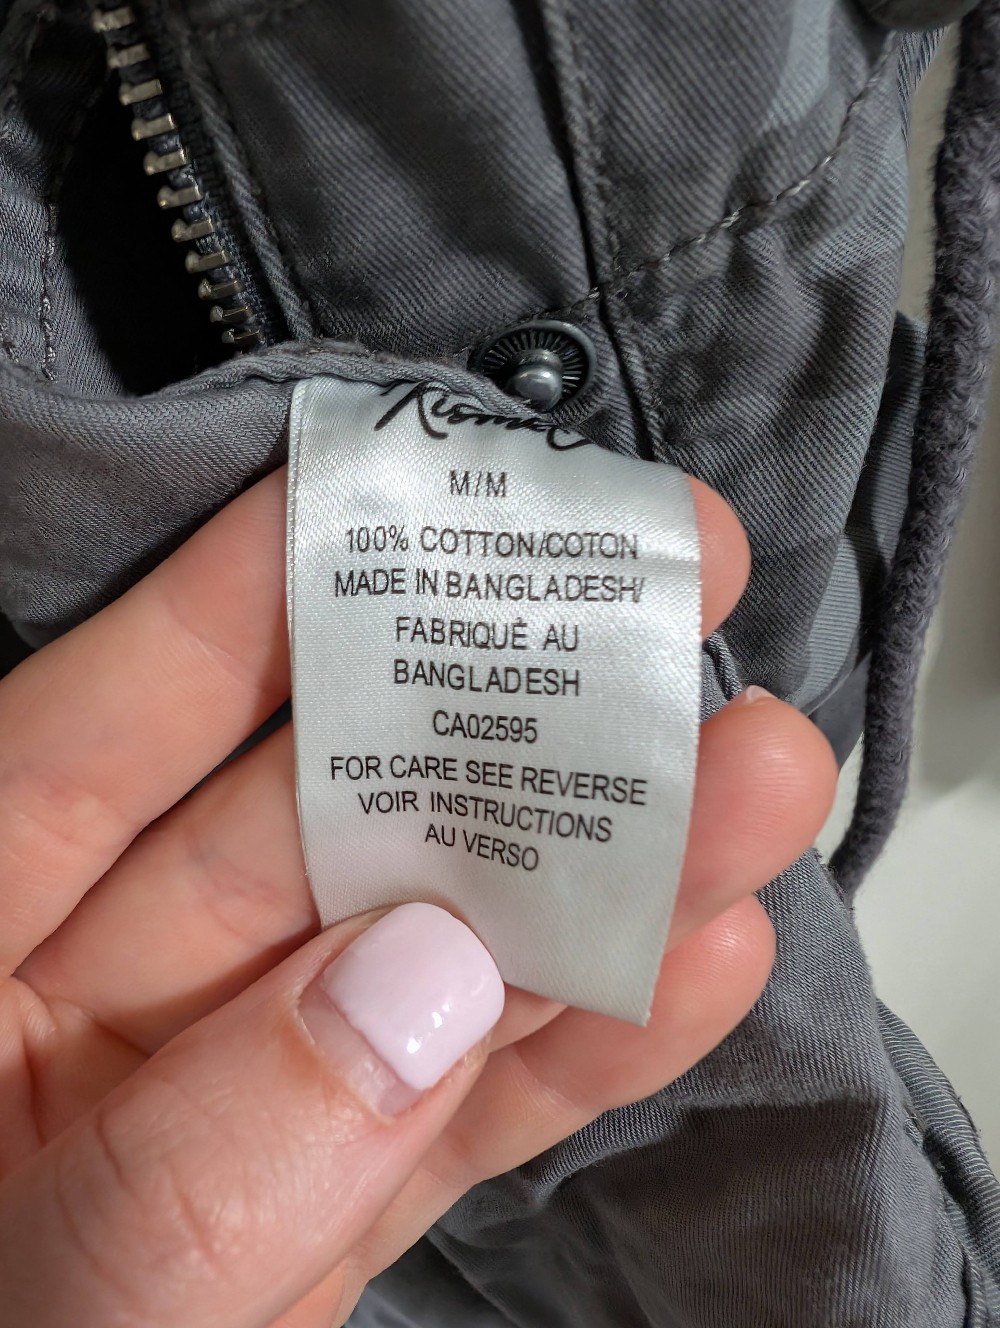 M/M
100% COTTON/COTON
MADE IN BANGLADESH/
FABRIQUÉ AU
BANGLADESH
CA02595
FOR CARE SEE REVERSE
VOIR INSTRUCTIONS
AU VERSO